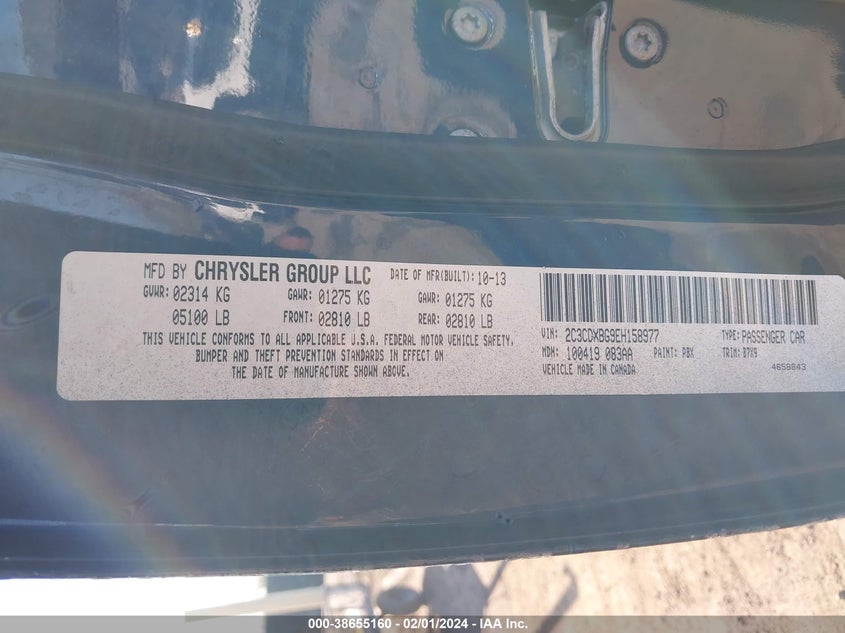 MFD BY CHRYSLER GROUP LLC DATE OF MFR(BUILT): 10-13
GVWR: 02314 KG GAWR: 01275 KG GAWR: 01275 KG
05100 LB FRONT: 02810 LB REAR: 02810 LB
THIS VEHICLE CONFORMS TO ALL APPLICABLE U.S.A. FEDERAL MOTOR VEHICLE SAFETY,
BUMPER AND THEFT PREVENTION STANDARDS IN EFFECT ON
THE DATE OF MANUFACTURE SHOWN ABOVE.
VIN: 2C3CDXBG9EH158977 TYPE: PASSENGER CAR
MDH: 100419 083AA PAINT: PBX TRIM: B7X9
VEHICLE MADE IN CANADA 4658843
000-38655160 - 02/01/2024 - IAA Inc.